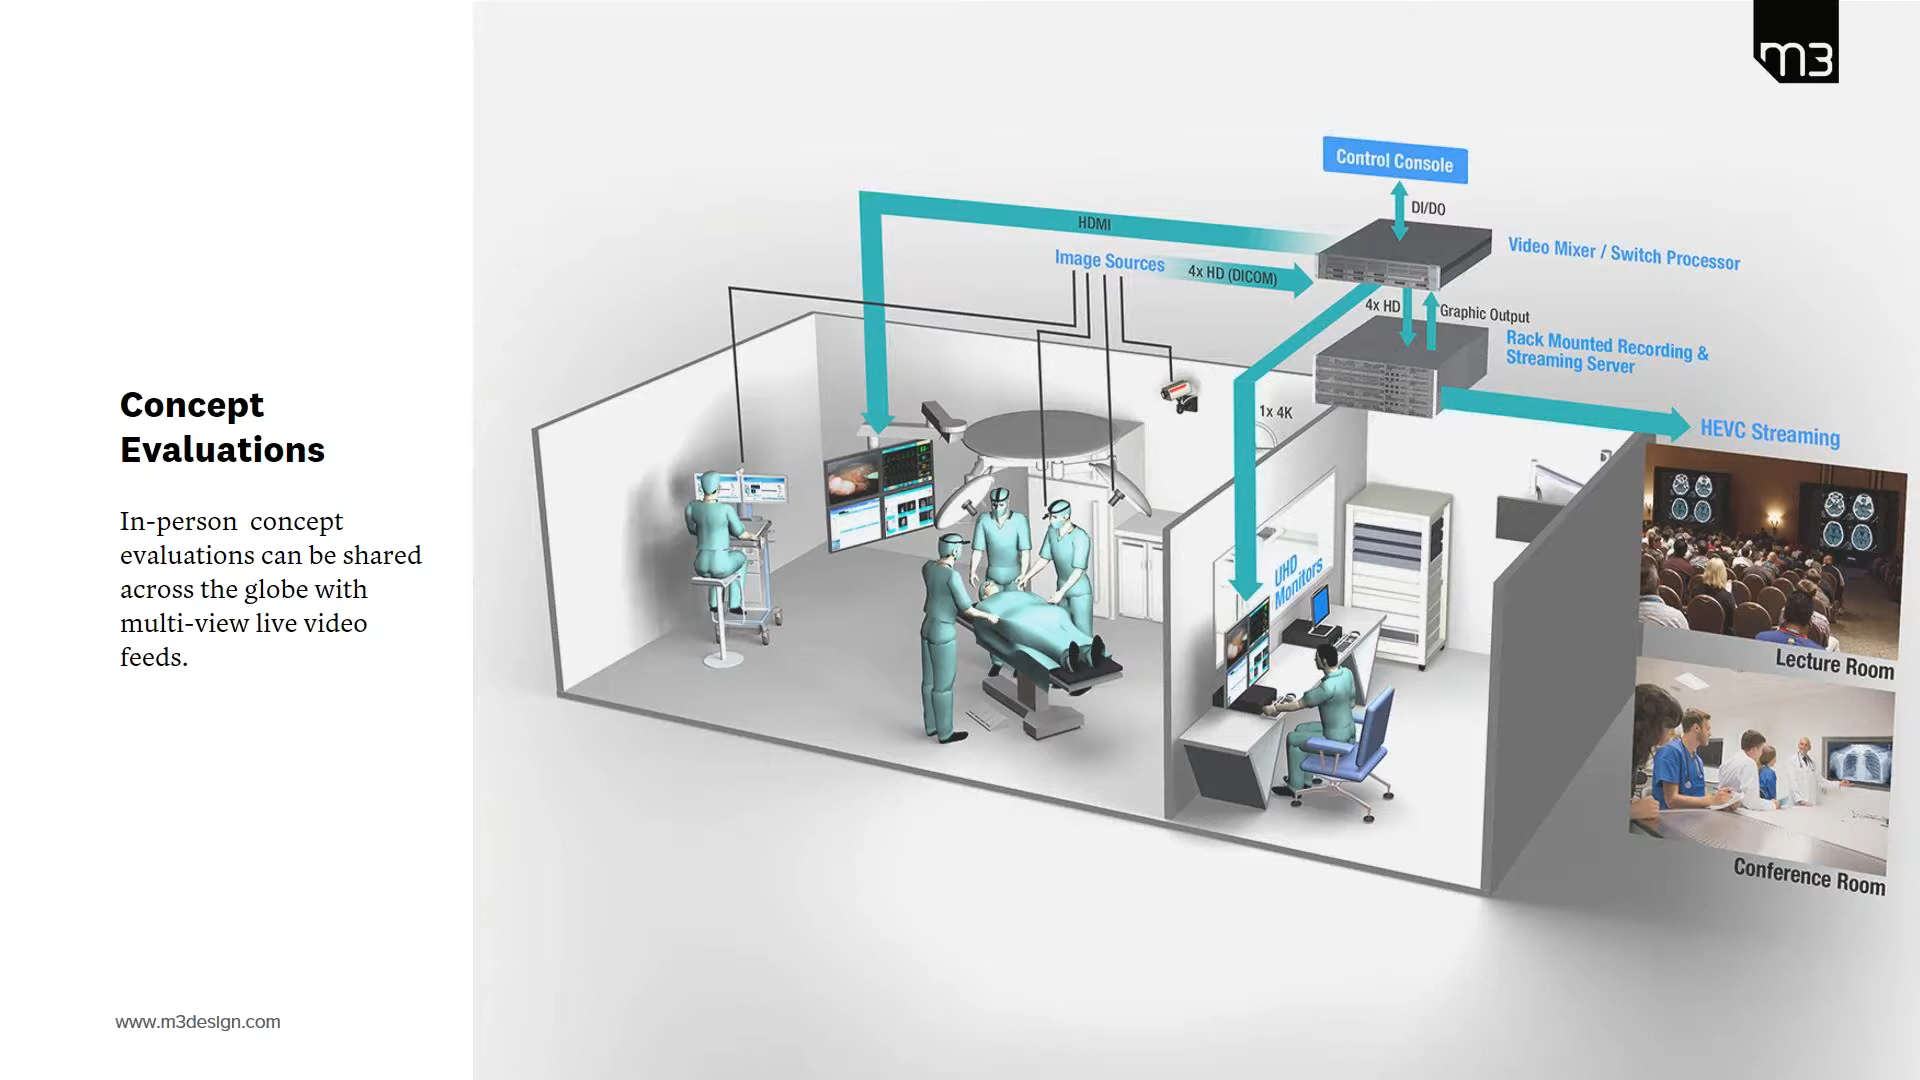 m3
Control Console
DI/DO
HDMI
Video Mixer / Switch Processor
Image Sources
4x HD (DICOM)
4x HD
Graphic Output
Rack Mounted Recording &
Streaming Server
1x 4K
HEVC Streaming
Concept
Evaluations
In-person concept
evaluations can be shared
across the globe with
multi-view live video
feeds.
UHD
Monitors
Lecture Room
Conference Room
www.m3design.com